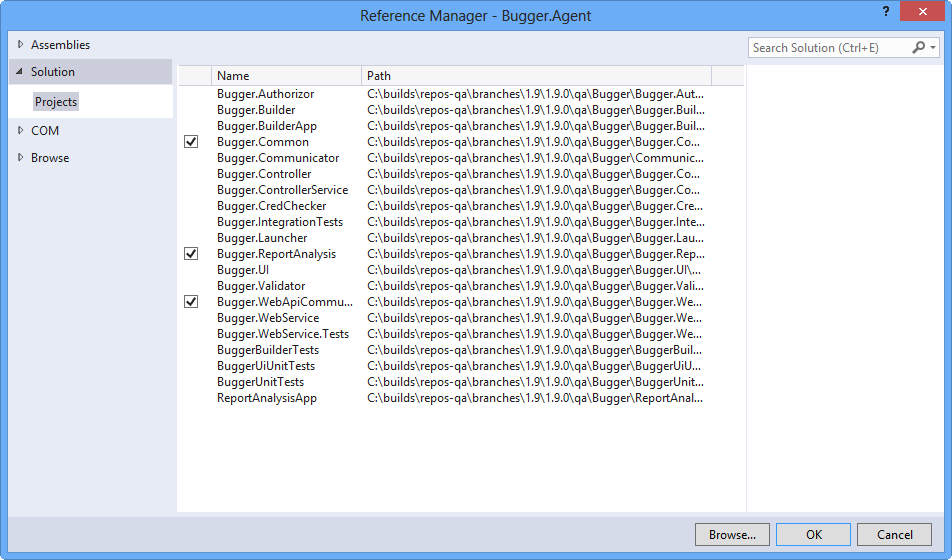 Reference Manager - Bugger.Agent
?
Assemblies
Solution
Projects
COM
Browse
Search Solution (Ctrl+E)
Name Path
Bugger.Authorizor C:\builds\repos-qa\branches\1.9\1.9.0\qa\Bugger\Bugger.Aut...
Bugger.Builder C:\builds\repos-qa\branches\1.9\1.9.0\qa\Bugger\Bugger.Buil...
Bugger.BuilderApp C:\builds\repos-qa\branches\1.9\1.9.0\qa\Bugger\Bugger.Buil...
Bugger.Common C:\builds\repos-qa\branches\1.9\1.9.0\qa\Bugger\Bugger.Co...
Bugger.Communicator C:\builds\repos-qa\branches\1.9\1.9.0\qa\Bugger\Communic...
Bugger.Controller C:\builds\repos-qa\branches\1.9\1.9.0\qa\Bugger\Bugger.Co...
Bugger.ControllerService C:\builds\repos-qa\branches\1.9\1.9.0\qa\Bugger\Bugger.Co...
Bugger.CredChecker C:\builds\repos-qa\branches\1.9\1.9.0\qa\Bugger\Bugger.Cre...
Bugger.IntegrationTests C:\builds\repos-qa\branches\1.9\1.9.0\qa\Bugger\Bugger.Inte...
Bugger.Launcher C:\builds\repos-qa\branches\1.9\1.9.0\qa\Bugger\Bugger.Lau...
Bugger.ReportAnalysis C:\builds\repos-qa\branches\1.9\1.9.0\qa\Bugger\Bugger.Rep...
Bugger.UI C:\builds\repos-qa\branches\1.9\1.9.0\qa\Bugger\Bugger.UI\...
Bugger.Validator C:\builds\repos-qa\branches\1.9\1.9.0\qa\Bugger\Bugger.Vali...
Bugger.WebApiCommu... C:\builds\repos-qa\branches\1.9\1.9.0\qa\Bugger\Bugger.We...
Bugger.WebService C:\builds\repos-qa\branches\1.9\1.9.0\qa\Bugger\Bugger.We...
Bugger.WebService.Tests C:\builds\repos-qa\branches\1.9\1.9.0\qa\Bugger\Bugger.We...
BuggerBuilderTests C:\builds\repos-qa\branches\1.9\1.9.0\qa\Bugger\BuggerBuil...
BuggerUiUnitTests C:\builds\repos-qa\branches\1.9\1.9.0\qa\Bugger\BuggerUiU...
BuggerUnitTests C:\builds\repos-qa\branches\1.9\1.9.0\qa\Bugger\BuggerUnit...
ReportAnalysisApp C:\builds\repos-qa\branches\1.9\1.9.0\qa\Bugger\ReportAnal...
Browse... OK Cancel